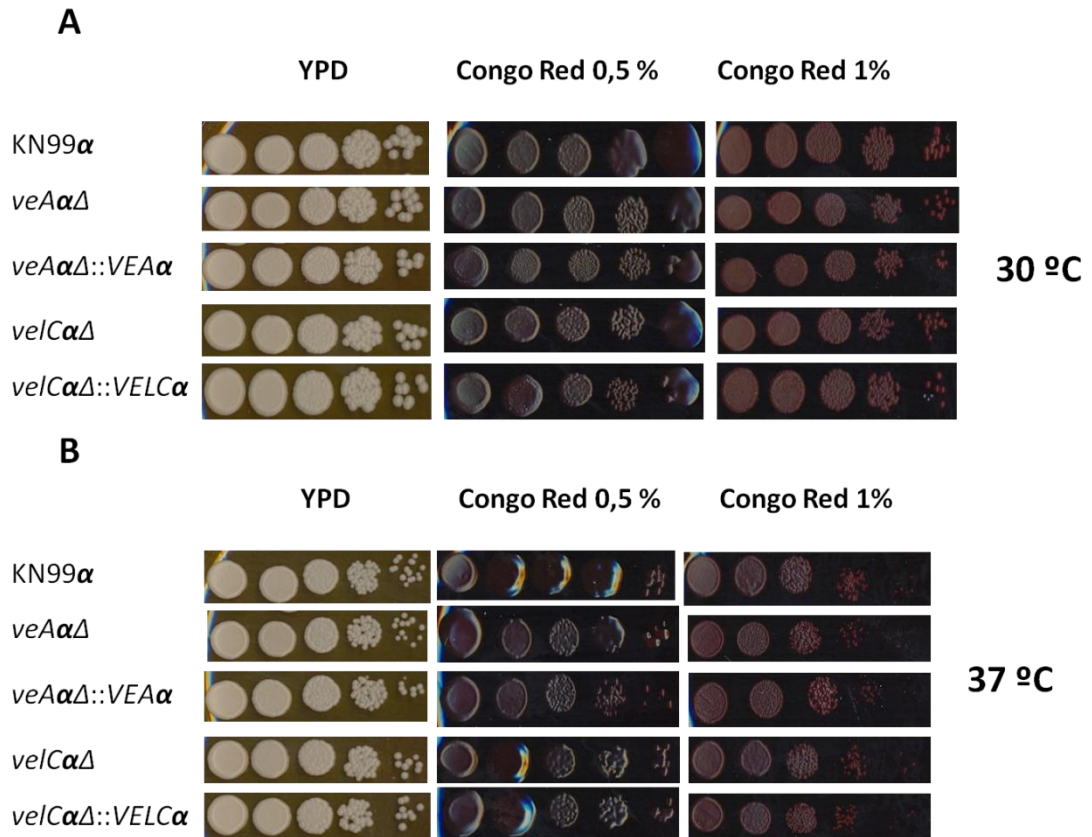 A
YPD Congo Red 0,5 % Congo Red 1%
KN99α
veAαΔ
veAαΔ::VEAα
30 ºC
velCαΔ
velCαΔ::VELCα
B
YPD Congo Red 0,5 % Congo Red 1%
KN99α
veAαΔ
veAαΔ::VEAα
37 ºC
velCαΔ
velCαΔ::VELCα